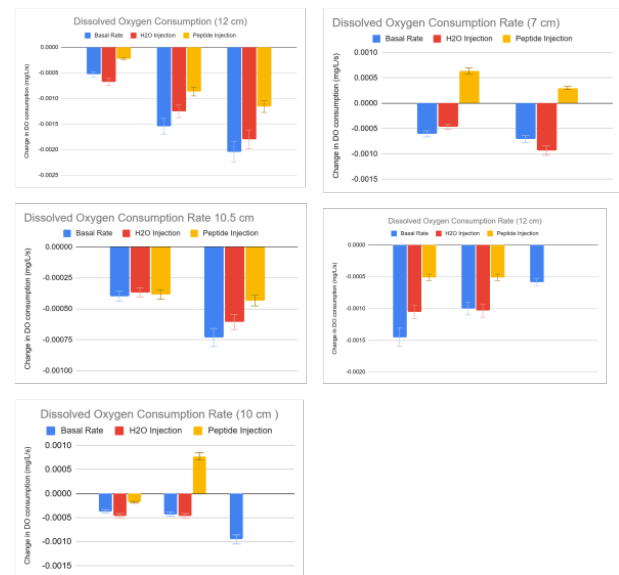 Dissolved Oxygen Consumption (12 cm)
Basal Rate H2O Injection Peptide Injection
Change in DO consumption (mg/L/s)
0.0000
-0.0005
-0.0010
-0.0015
-0.0020
-0.0025
Dissolved Oxygen Consumption Rate (7 cm)
Basal Rate H2O Injection Peptide Injection
Change in DO consumption (mg/L/s)
0.0010
0.0005
0.0000
-0.0005
-0.0010
-0.0015
Dissolved Oxygen Consumption Rate 10.5 cm
Basal Rate H2O Injection Peptide Injection
Change in DO consumption (mg/L/s)
0.00000
-0.00025
-0.00050
-0.00075
-0.00100
Dissolved Oxygen Consumption Rate (12 cm)
Basal Rate H2O Injection Peptide Injection
Change in DO consumption (mg/L/s)
0.0000
-0.0005
-0.0010
-0.0015
-0.0020
Dissolved Oxygen Consumption Rate (10 cm )
Basal Rate H2O Injection Peptide Injection
Change in DO consumption (mg/L/s)
0.0010
0.0005
0.0000
-0.0005
-0.0010
-0.0015